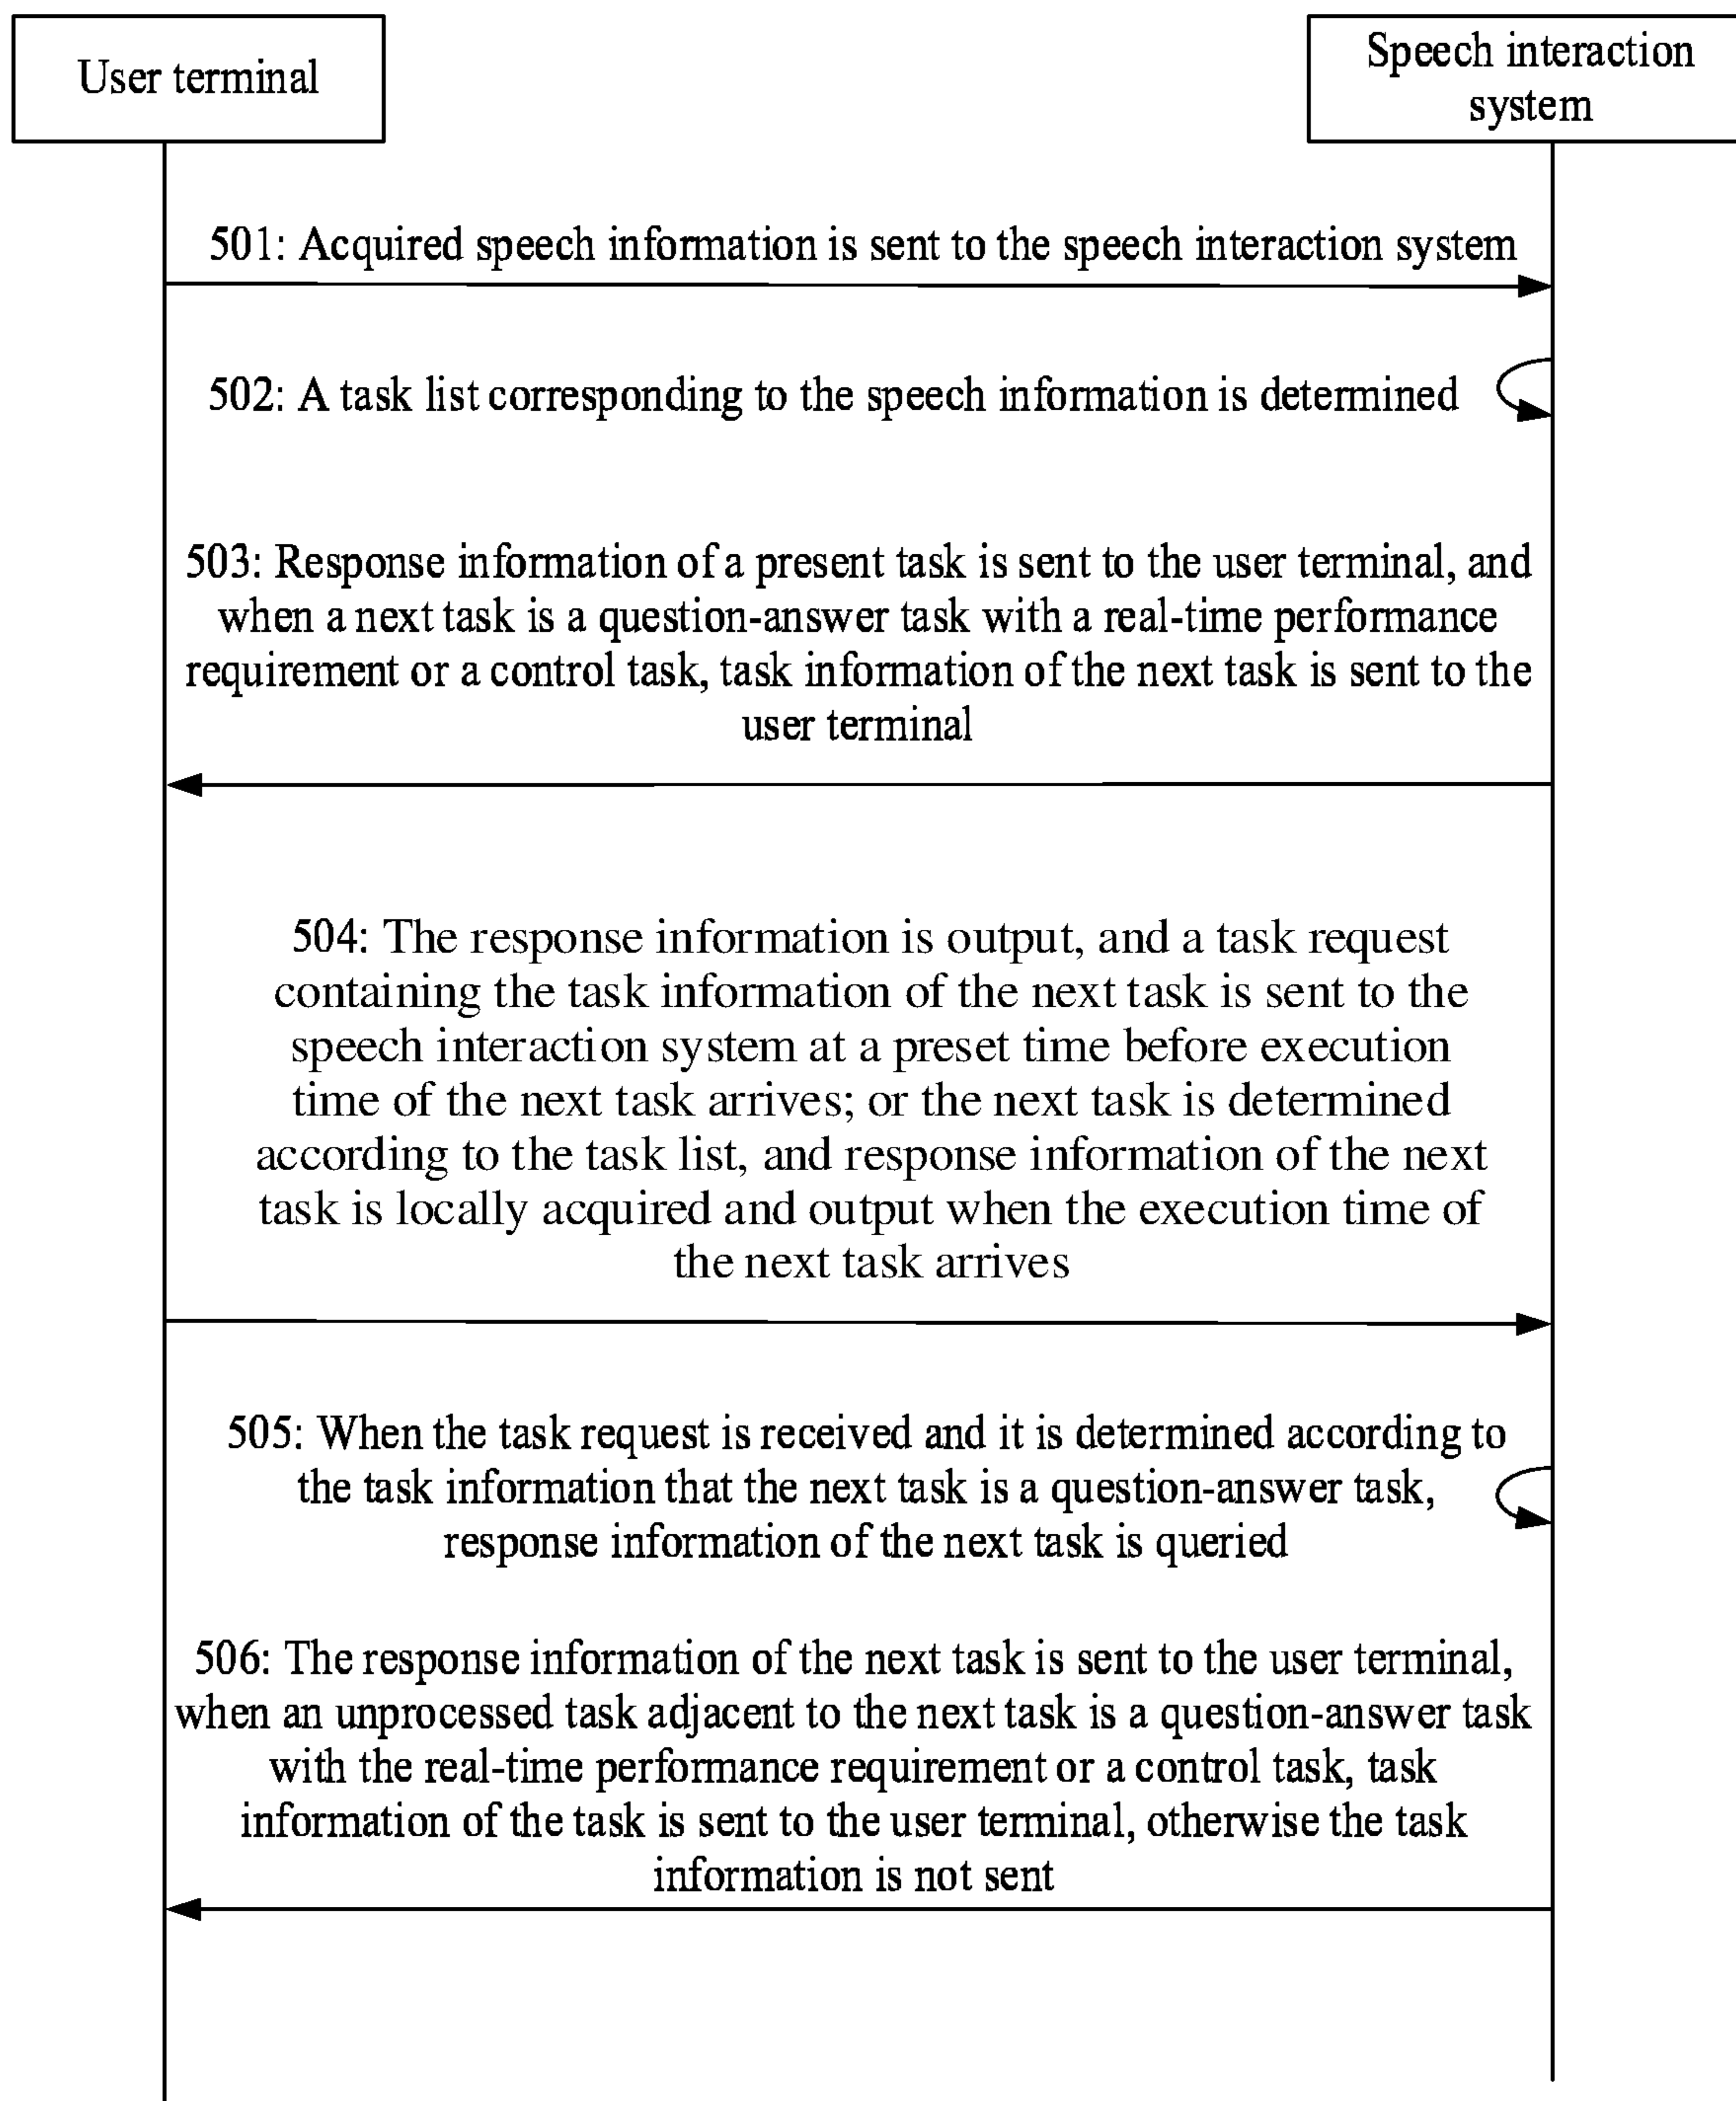 User terminal
Speech interaction
system
501: Acquired speech information is sent to the speech interaction system
502: A task list corresponding to the speech information is determined
503: Response information of a present task is sent to the user terminal, and
when a next task is a question-answer task with a real-time performance
requirement or a control task, task information of the next task is sent to the
user terminal
504: The response information is output, and a task request
containing the task information of the next task is sent to the
speech interaction system at a preset time before execution
time of the next task arrives; or the next task is determined
according to the task list, and response information of the next
task is locally acquired and output when the execution time of
the next task arrives
505: When the task request is received and it is determined according to
the task information that the next task is a question-answer task,
response information of the next task is queried
506: The response information of the next task is sent to the user terminal,
when an unprocessed task adjacent to the next task is a question-answer task
with the real-time performance requirement or a control task, task
information of the task is sent to the user terminal, otherwise the task
information is not sent